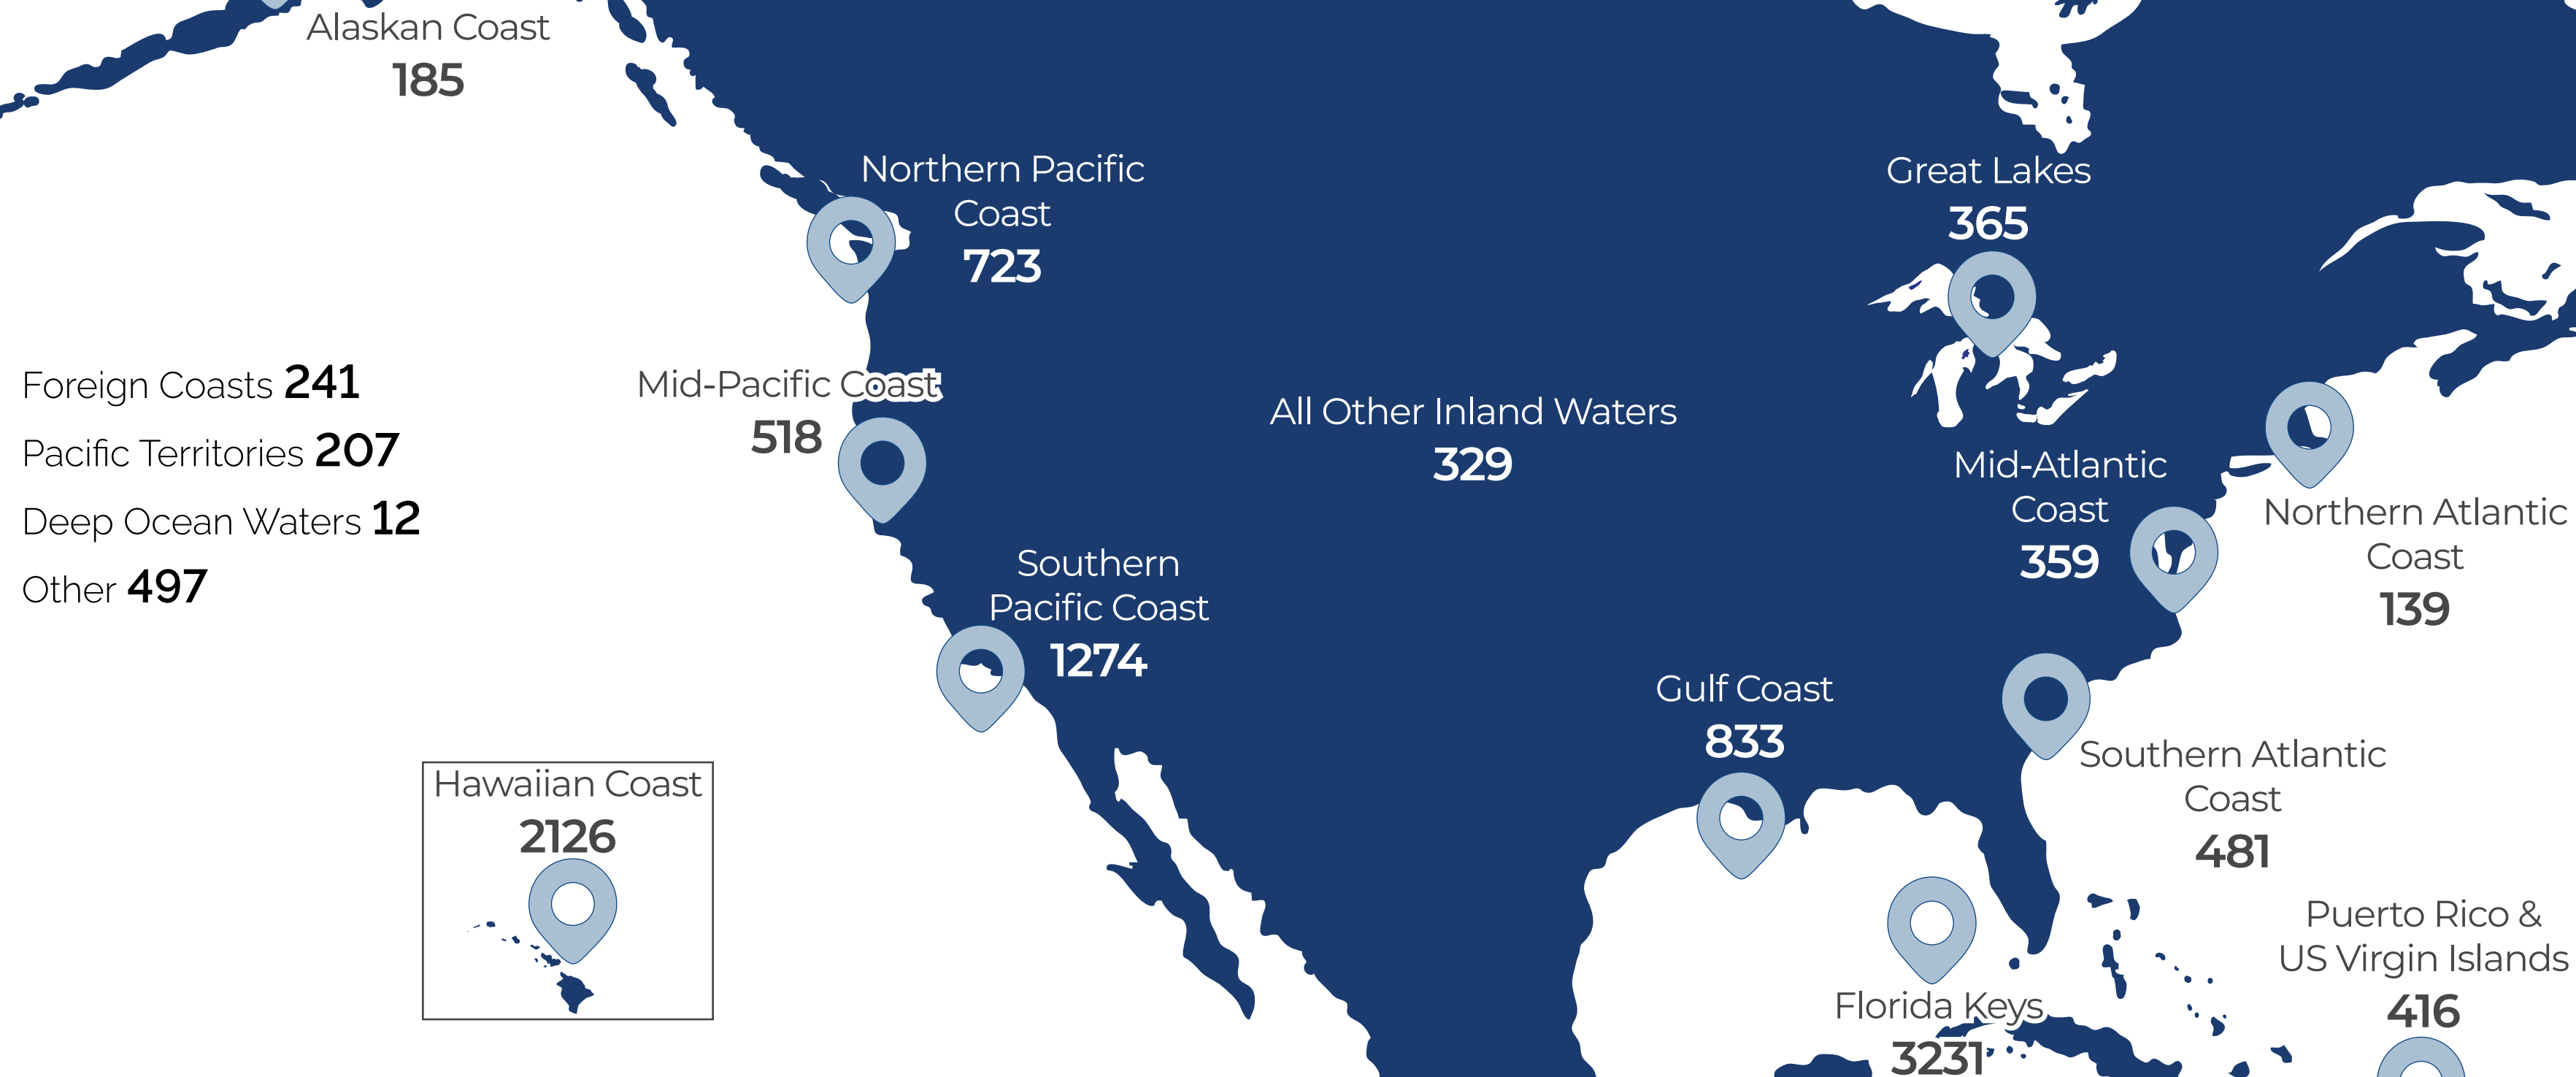 Alaskan Coast
185
Northern Pacific
Coast
723
Great Lakes
365
Foreign Coasts 241
Pacific Territories 207
Deep Ocean Waters 12
Other 497
Mid-Pacific Coast
518
All Other Inland Waters
329
Mid-Atlantic
Coast
359
Northern Atlantic
Coast
139
Southern
Pacific Coast
1274
Gulf Coast
833
Southern Atlantic
Coast
481
Hawaiian Coast
2126
Puerto Rico &
US Virgin Islands
416
Florida Keys
3231